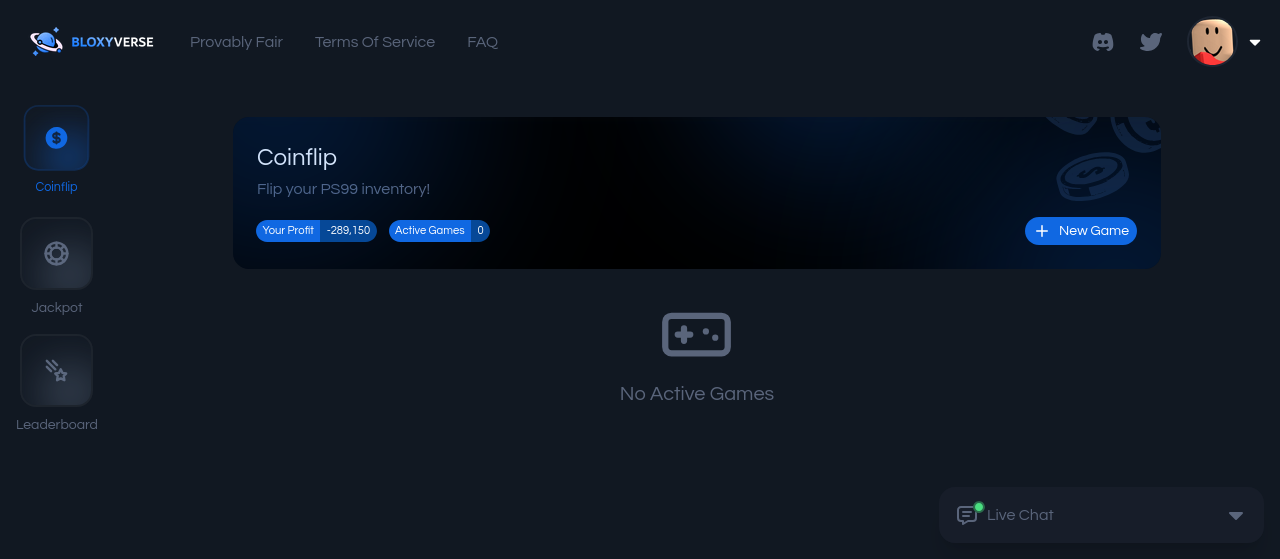 BLOXYVERSE
Provably Fair
Terms Of Service
FAQ
Coinflip
Jackpot
Leaderboard
Coinflip
Flip your PS99 inventory!
Your Profit -289,150
Active Games 0
New Game
No Active Games
Live Chat